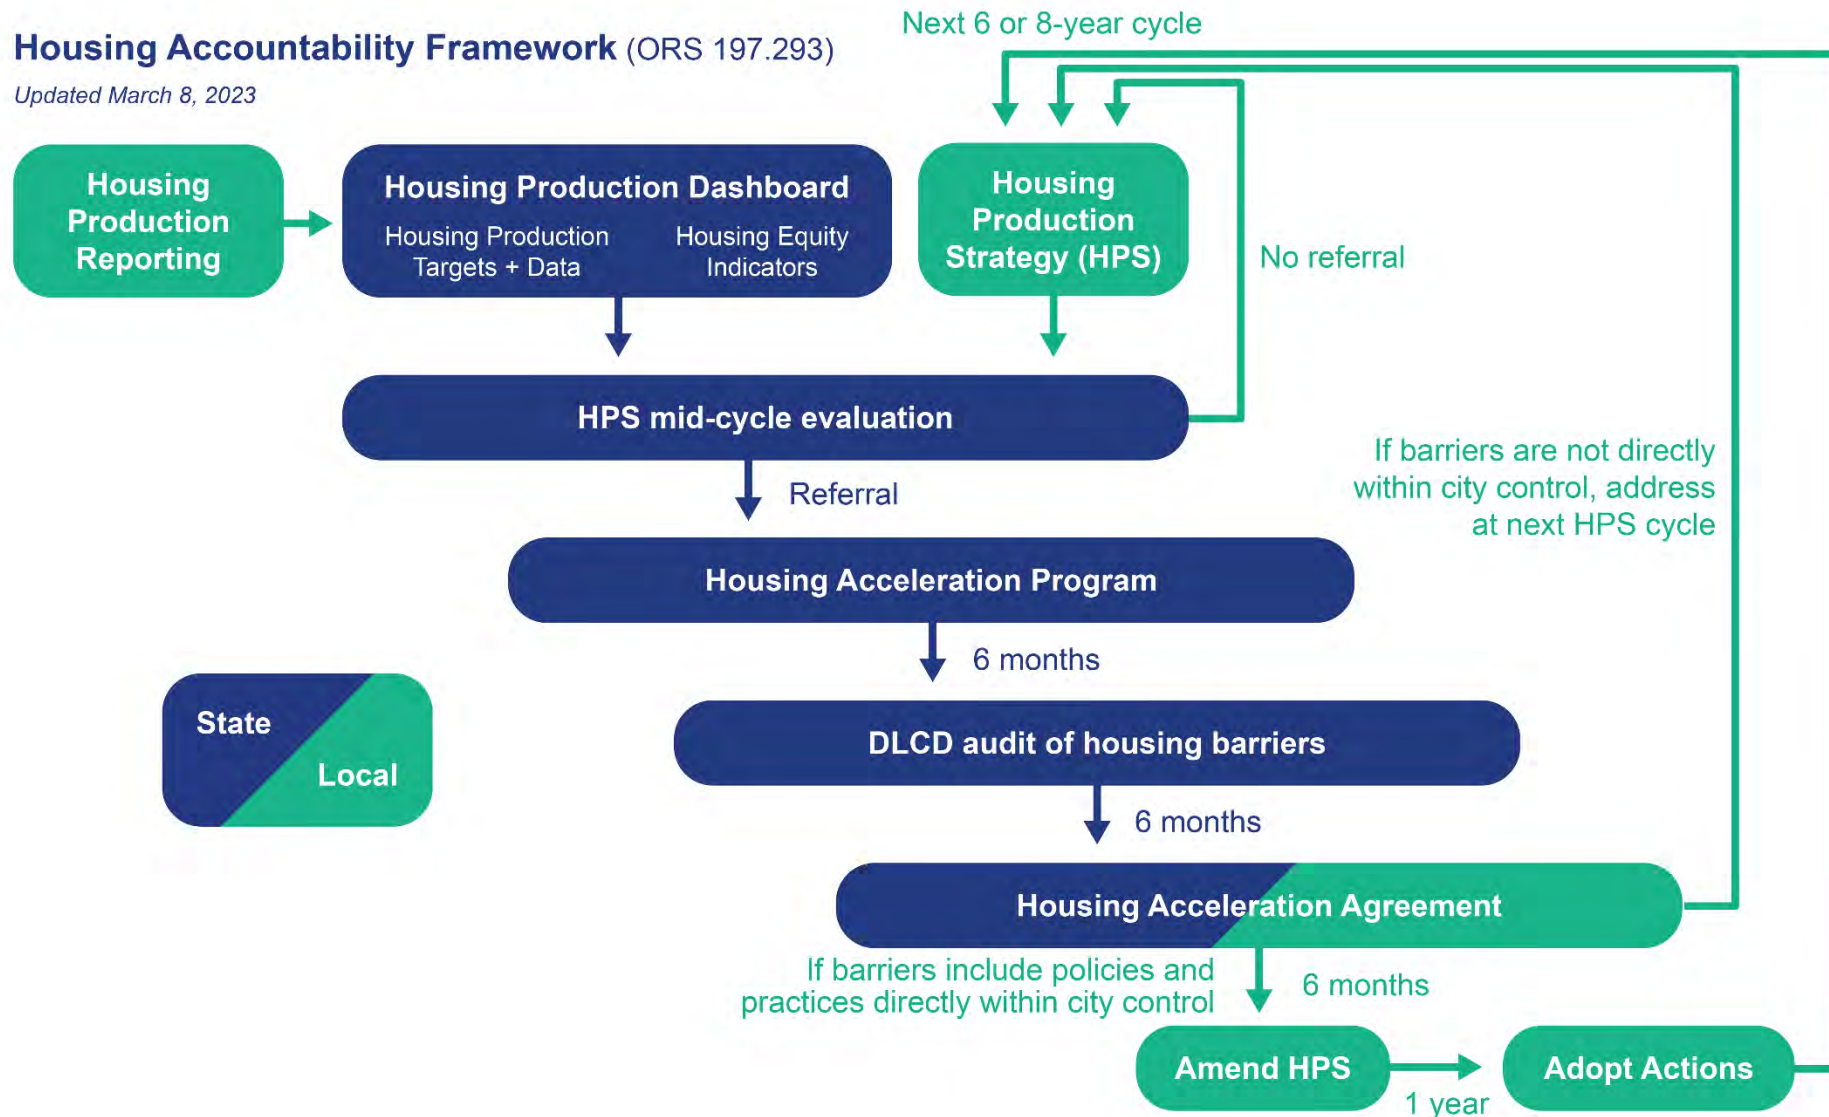 Housing Accountability Framework (ORS 197.293)
Updated March 8, 2023
Next 6 or 8-year cycle
Housing
Production
Reporting
Housing Production Dashboard
Housing Production
Targets + Data
Housing Equity
Indicators
Housing
Production
Strategy (HPS)
No referral
HPS mid-cycle evaluation
Referral
If barriers are not directly
within city control, address
at next HPS cycle
Housing Acceleration Program
6 months
State
Local
DLCD audit of housing barriers
6 months
Housing Acceleration Agreement
If barriers include policies and
practices directly within city control
6 months
Amend HPS
1 year
Adopt Actions